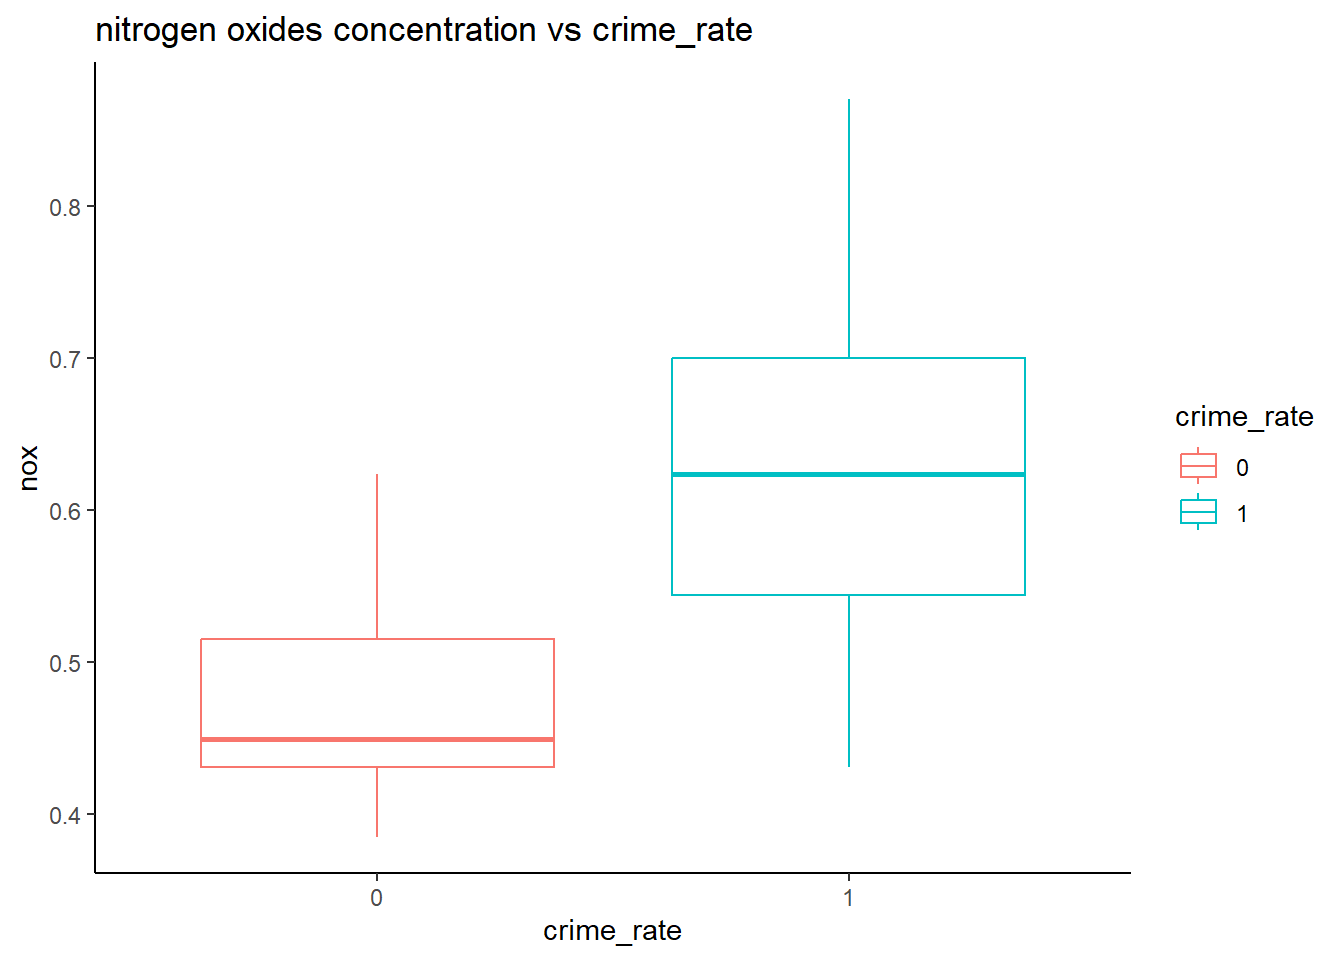 nitrogen oxides concentration vs crime_rate
0.8
0.7
0.6
0.5
0.4
nox
0
1
crime_rate
crime_rate
0
1